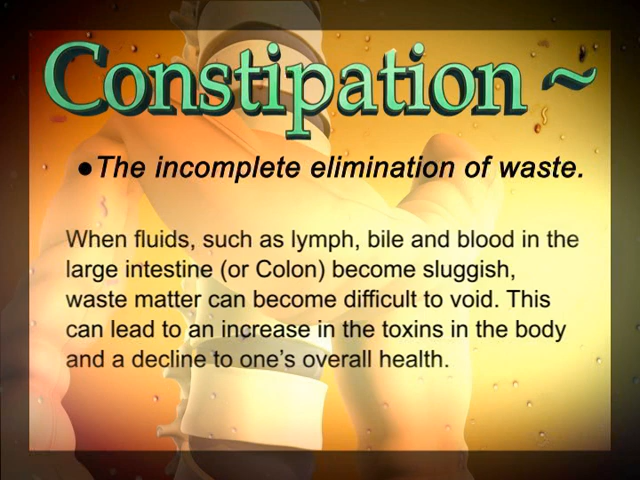 Constipation ~
•The incomplete elimination of waste.
When fluids, such as lymph, bile and blood in the
large intestine (or Colon) become sluggish,
waste matter can become difficult to void. This
can lead to an increase in the toxins in the body
and a decline to one’s overall health.